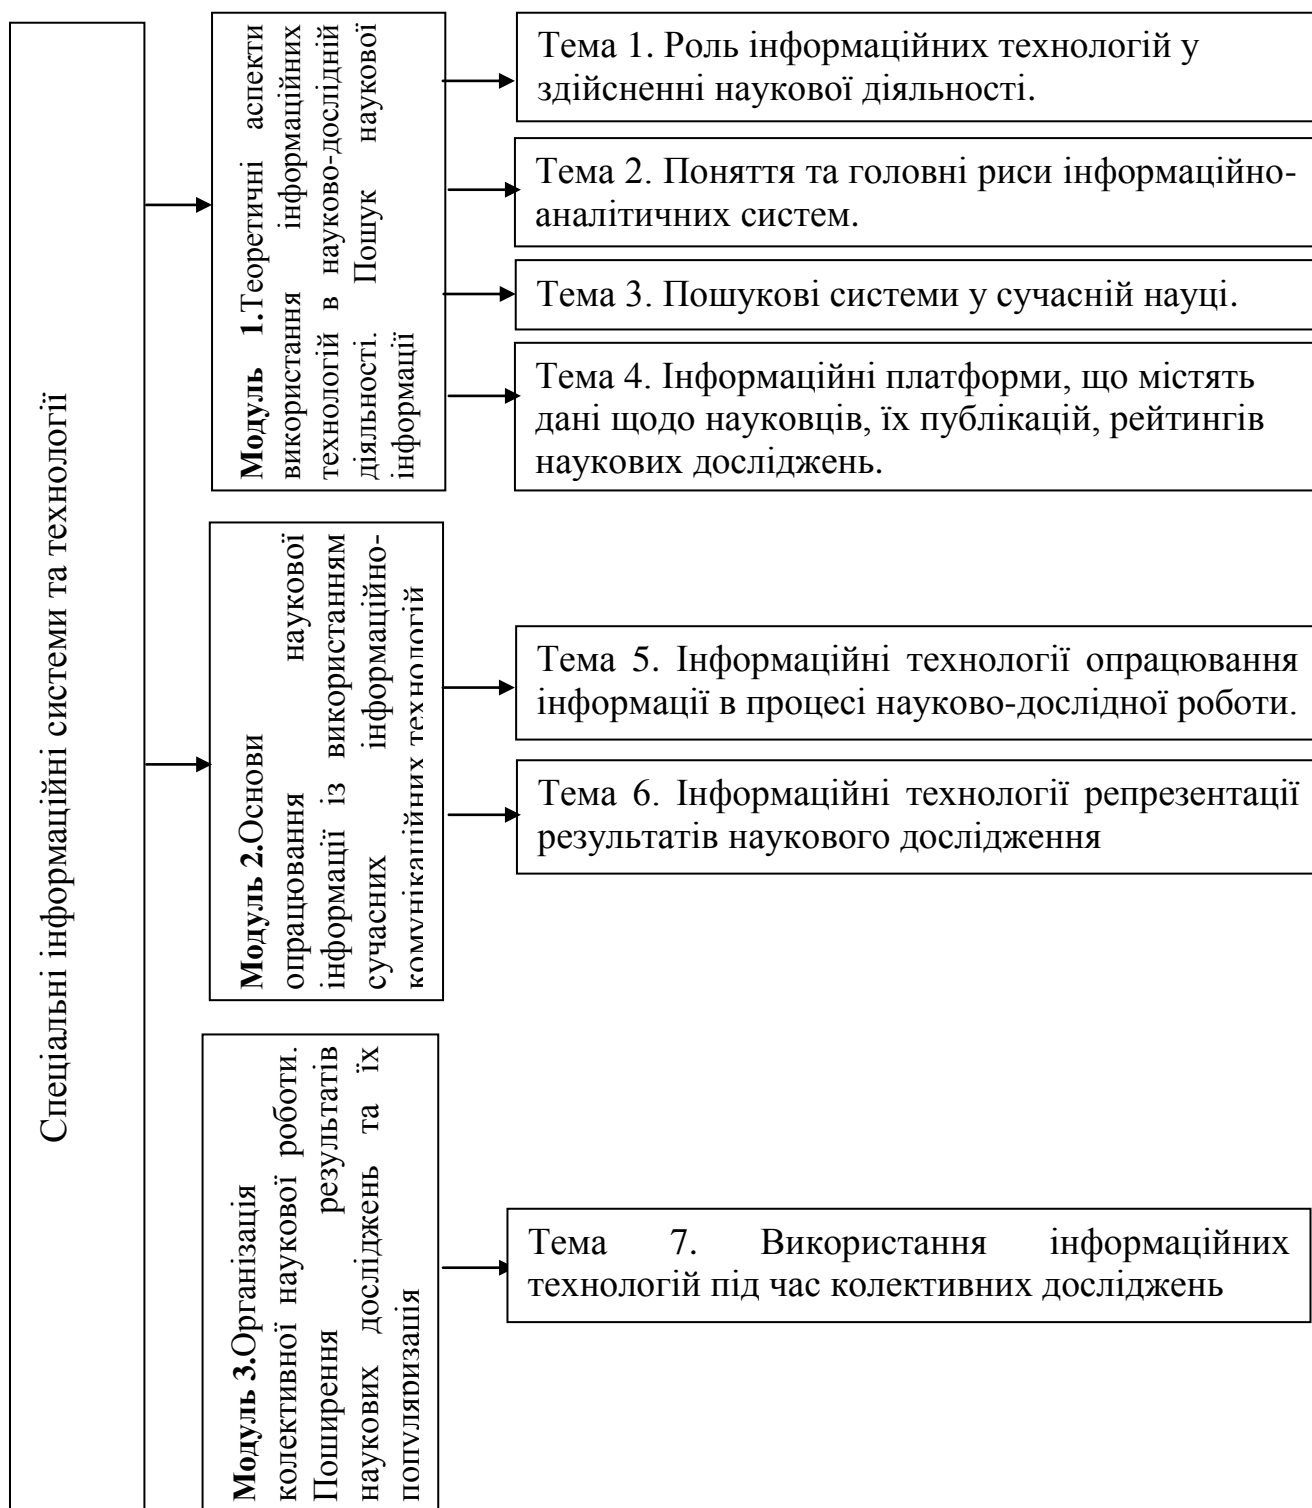 Спеціальні інформаційні системи та технології
Модуль 1.Теоретичні аспекти
використання інформаційних
технологій в науково-дослідній
діяльності. Пошук наукової
інформації
Тема 1. Роль інформаційних технологій у
здійсненні наукової діяльності.
Тема 2. Поняття та головні риси інформаційно-
аналітичних систем.
Тема 3. Пошукові системи у сучасній науці.
Тема 4. Інформаційні платформи, що містять
дані щодо науковців, їх публікацій, рейтингів
наукових досліджень.
Модуль 2.Основи
опрацювання наукової
інформації із використанням
сучасних інформаційно-
комунікаційних технологій
Тема 5. Інформаційні технології опрацювання
інформації в процесі науково-дослідної роботи.
Тема 6. Інформаційні технології репрезентації
результатів наукового дослідження
Модуль 3.Організація
колективної наукової роботи.
Поширення результатів
наукових досліджень та їх
популяризація
Тема 7. Використання інформаційних
технологій під час колективних досліджень